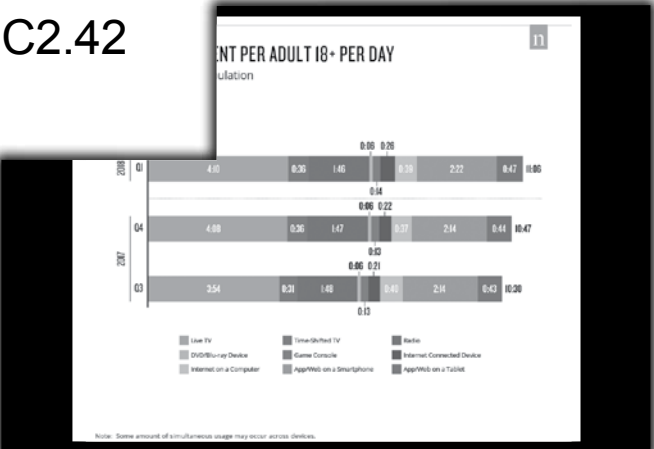 C2.42
n
ENT PER ADULT 18+ PER DAY
ulation
0:06 0:26
2018 Q1 4:10 0:36 1:46 0:39 2:22 0:47 11:06
0:14
0:06 0:22
Q4 4:08 0:36 1:47 0:37 2:14 0:44 10:47
0:13
2017
0:06 0:21
Q3 3:54 0:31 1:48 0:40 2:14 0:43 10:30
0:13
Live TV Time-Shifted TV Radio
DVD/Blu-ray Device Game Console Internet Connected Device
Internet on a Computer App/Web on a Smartphone App/Web on a Tablet
Note: Some amount of simultaneous usage may occur across devices.